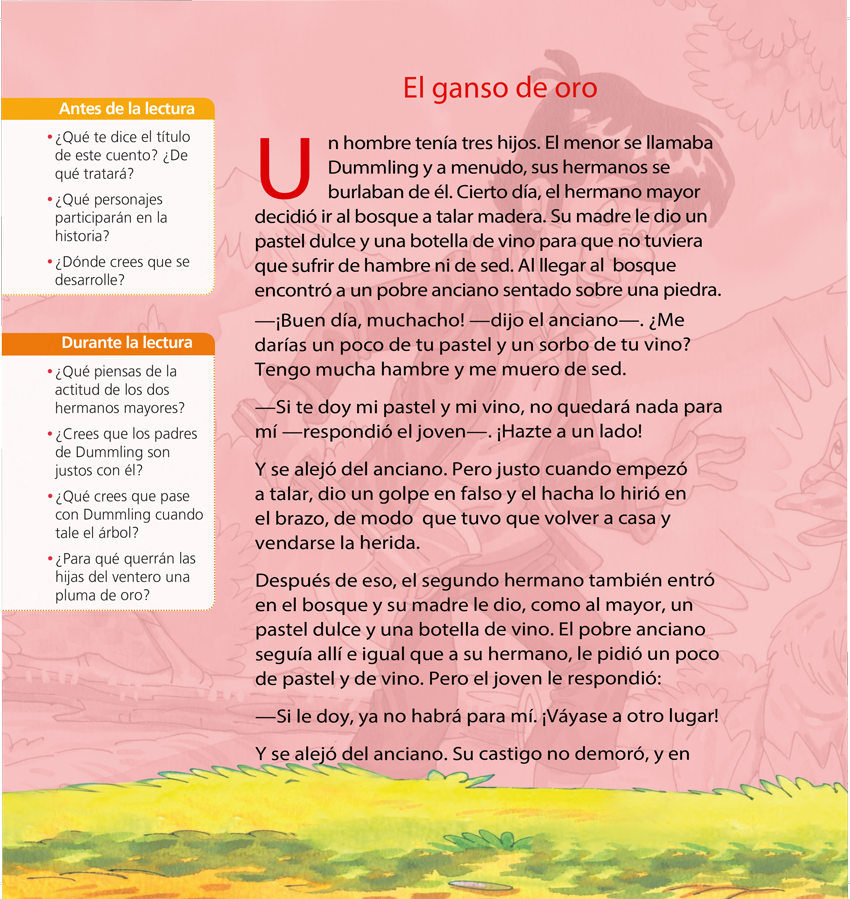 Antes de la lectura
• ¿Qué te dice el título
de este cuento? ¿De
qué tratará?
• ¿Qué personajes
participarán en la
historia?
• ¿Dónde crees que se
desarrolle?
Durante la lectura
• ¿Qué piensas de la
actitud de los dos
hermanos mayores?
• ¿Crees que los padres
de Dummling son
justos con él?
• ¿Qué crees que pase
con Dummling cuando
tale el árbol?
• ¿Para qué querrán las
hijas del ventero una
pluma de oro?
El ganso de oro
Un hombre tenía tres hijos. El menor se llamaba
Dummling y a menudo, sus hermanos se
burlaban de él. Cierto día, el hermano mayor
decidió ir al bosque a talar madera. Su madre le dio un
pastel dulce y una botella de vino para que no tuviera
que sufrir de hambre ni de sed. Al llegar al bosque
encontró a un pobre anciano sentado sobre una piedra.
—¡Buen día, muchacho! —dijo el anciano—. ¿Me
darías un poco de tu pastel y un sorbo de tu vino?
Tengo mucha hambre y me muero de sed.
—Si te doy mi pastel y mi vino, no quedará nada para
mí —respondió el joven—. ¡Hazte a un lado!
Y se alejó del anciano. Pero justo cuando empezó
a talar, dio un golpe en falso y el hacha lo hirió en
el brazo, de modo que tuvo que volver a casa y
vendarse la herida.
Después de eso, el segundo hermano también entró
en el bosque y su madre le dio, como al mayor, un
pastel dulce y una botella de vino. El pobre anciano
seguía allí e igual que a su hermano, le pidió un poco
de pastel y de vino. Pero el joven le respondió:
—Si le doy, ya no habrá para mí. ¡Váyase a otro lugar!
Y se alejó del anciano. Su castigo no demoró, y en